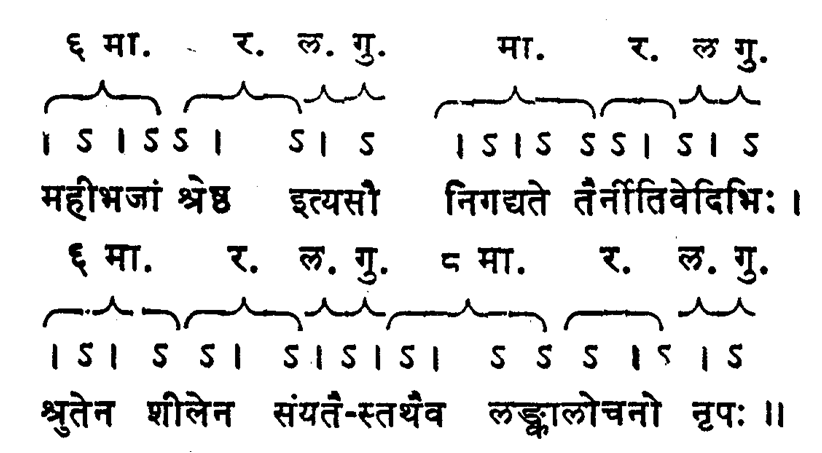 ६ मा. र. ल. गु. मा. र. ल गु.
। ऽ । ऽ ऽ । ऽ । ऽ । ऽ । ऽ ऽ ऽ । ऽ । ऽ
महीभजां श्रेष्ठ इत्यसौ निगद्यते तैर्नीतिवेदिभिः ।
६ मा. र. ल. गु. ८ मा. र. ल. गु.
। ऽ । ऽ ऽ । ऽ । ऽ । ऽ । ऽ ऽ ऽ । ऽ । ऽ
श्रुतेन शीलेन संयतै-स्तथैव लङ्कालोचनो नृपः ॥